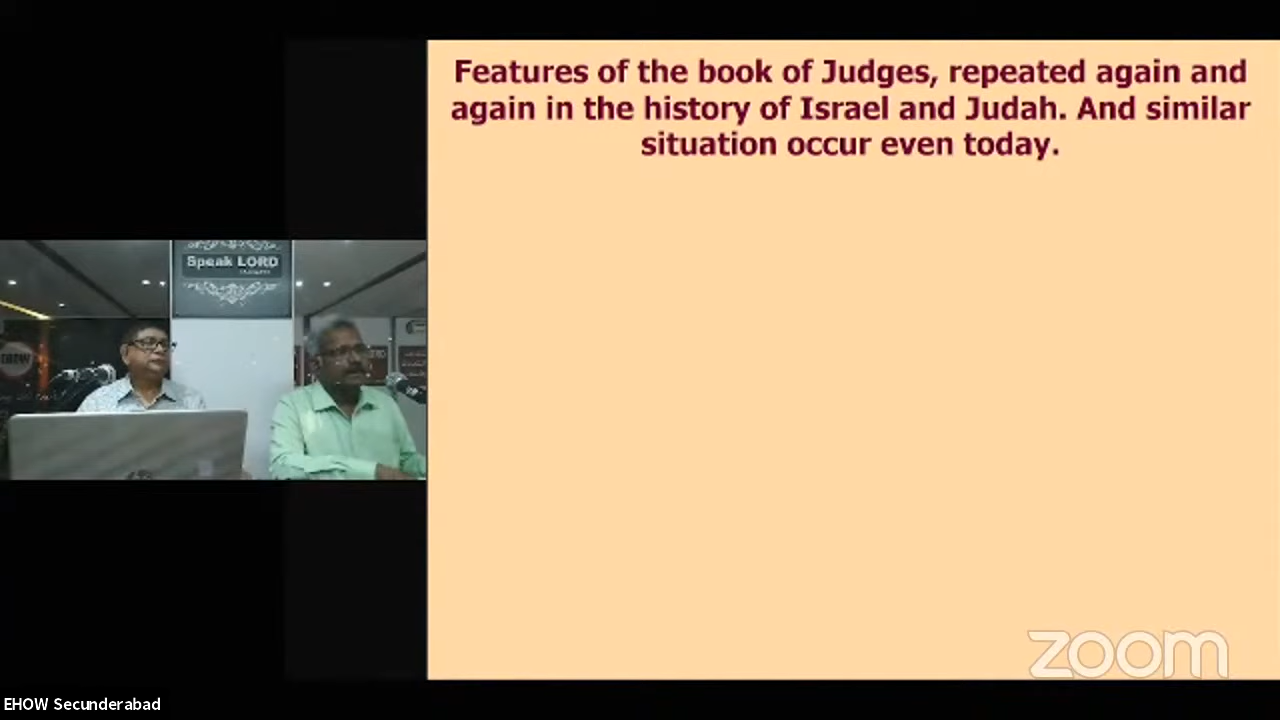 Features of the book of Judges, repeated again and
again in the history of Israel and Judah. And similar
situation occur even today.
Speak LORD
EHOW
zoom
EHOW Secunderabad